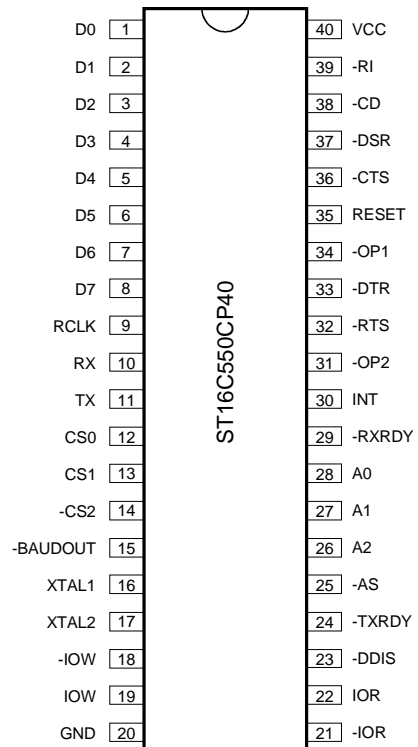 D0 1 40 VCC
D1 2 39 -RI
D2 3 38 -CD
D3 4 37 -DSR
D4 5 36 -CTS
D5 6 35 RESET
D6 7 34 -OP1
D7 8 33 -DTR
RCLK 9 32 -RTS
RX 10 31 -OP2
TX 11 30 INT
CS0 12 29 -RXRDY
CS1 13 28 A0
-CS2 14 27 A1
-BAUDOUT 15 26 A2
XTAL1 16 25 -AS
XTAL2 17 24 -TXRDY
-IOW 18 23 -DDIS
IOW 19 22 IOR
GND 20 21 -IOR
ST16C550CP40